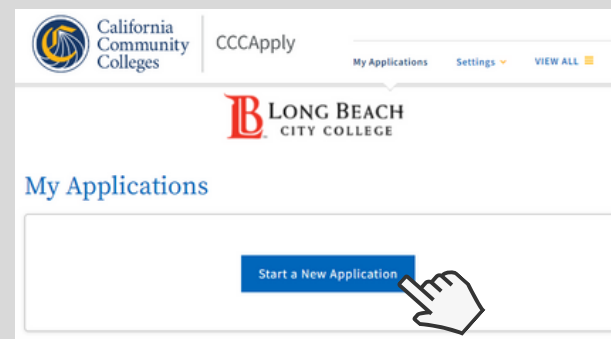 California
Community
Colleges
CCCApply
My Applications Settings VIEW ALL
LONG BEACH
CITY COLLEGE
My Applications
Start a New Application